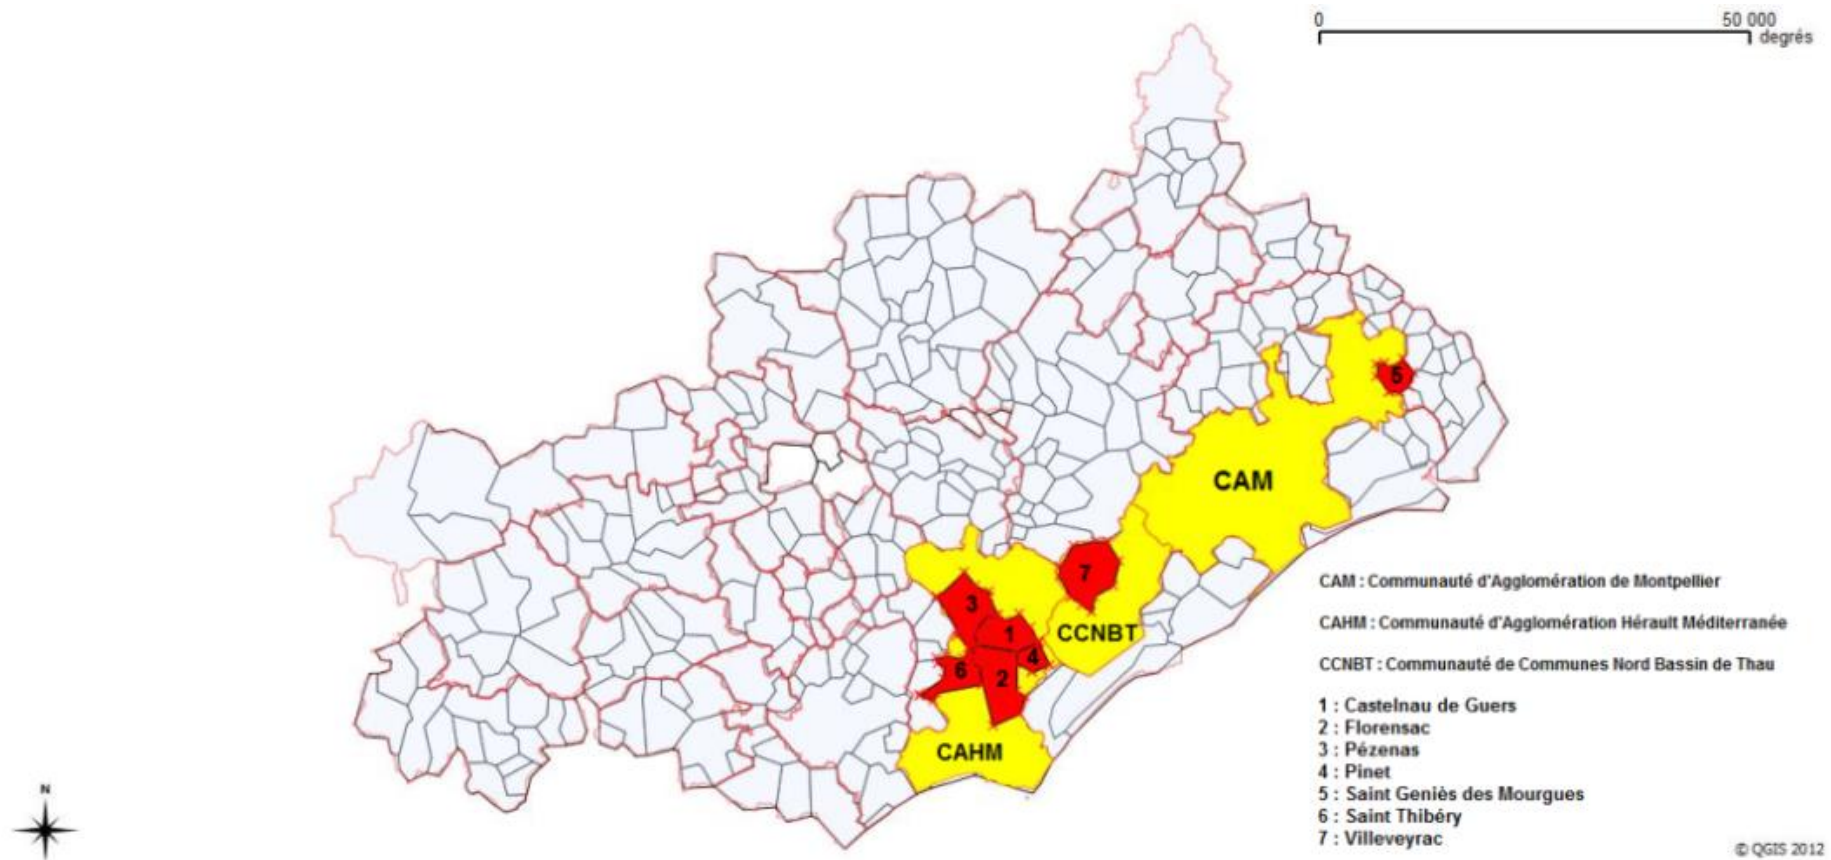 0 50 000
degrés
CAM
5
7
3
1
CCNBT
4
6
2
CAHM
CAM : Communauté d'Agglomération de Montpellier
CAHM : Communauté d'Agglomération Hérault Méditerranée
CCNBT : Communauté de Communes Nord Bassin de Thau
1 : Castelnau de Guers
2 : Florensac
3 : Pézenas
4 : Pinet
5 : Saint Geniès des Mourgues
6 : Saint Thibéry
7 : Villeveyrac
N
© QGIS 2012